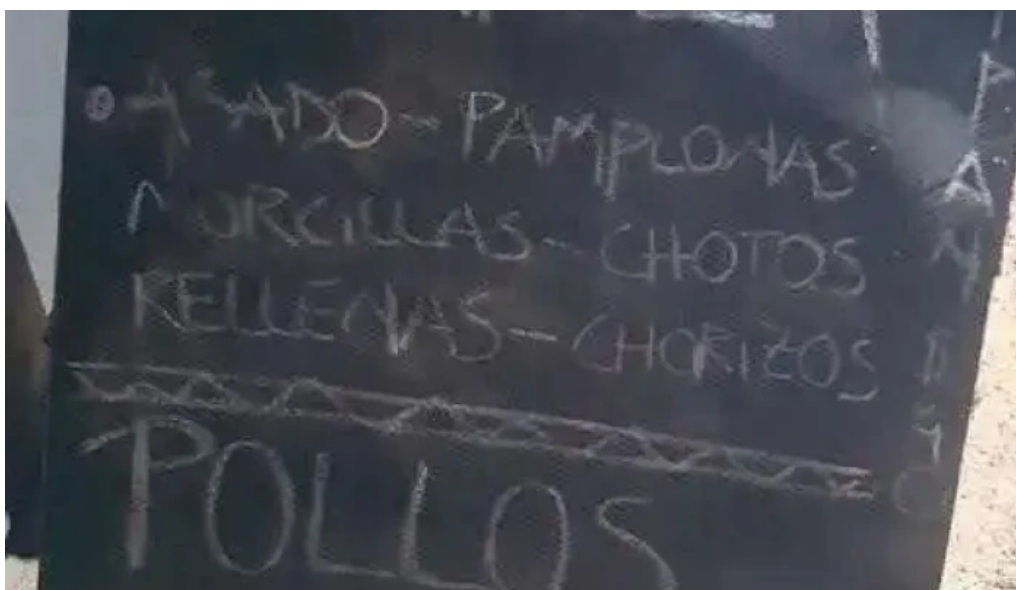 ASADO - PAMPLONAS
MORCILLAS - CHOTOS
RELLENAS - CHORIZOS
POLLOS